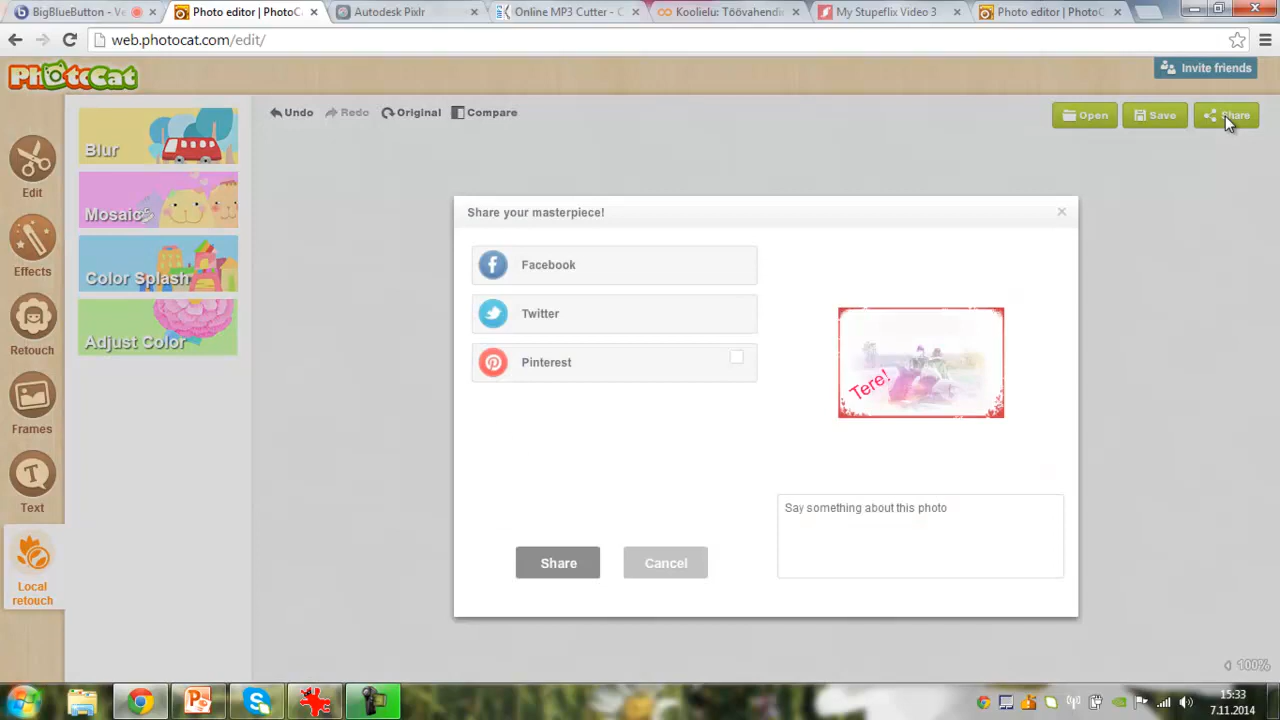 BigBlueButton - Ve
Photo editor | PhotoCa
Autodesk Pixlr
Online MP3 Cutter - C
Koolielu: Töövahendi
My Stupeflix Video 3
Photo editor | PhotoC
web.photocat.com/edit/
PhotoCat
Invite friends
Undo
Redo
Original
Compare
Open
Save
Share
Edit
Effects
Retouch
Frames
Text
Local
retouch
Blur
Mosaic
Color Splash
Adjust Color
Share your masterpiece!
Facebook
Twitter
Pinterest
Tere!
Say something about this photo
Share
Cancel
100%
15:33
7.11.2014